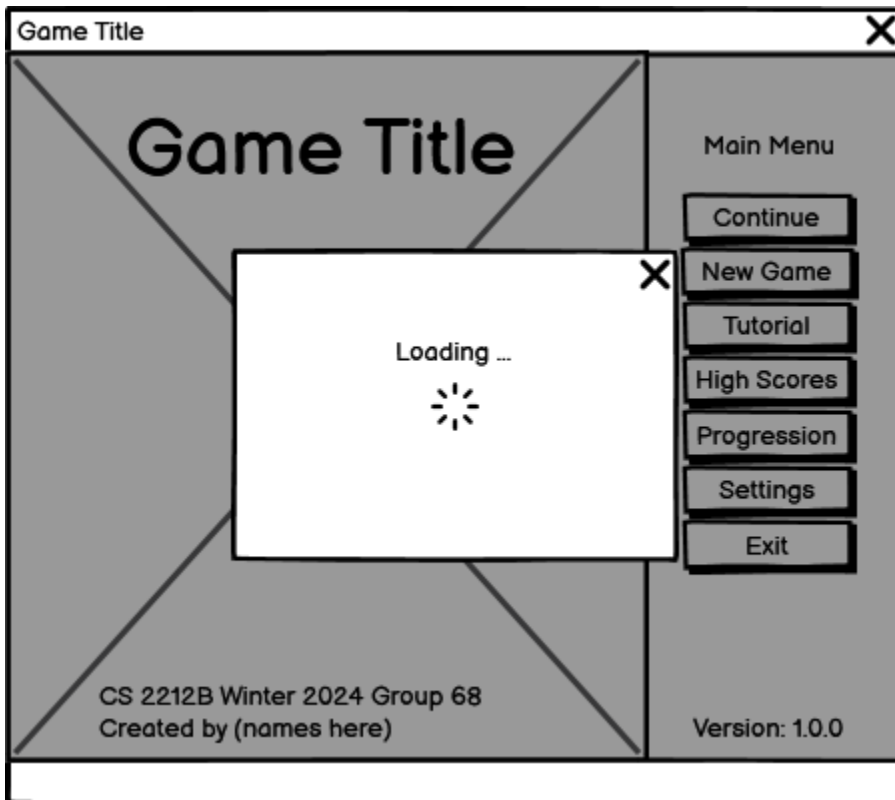 Game Title
Game Title
Main Menu
Continue
New Game
Tutorial
High Scores
Progression
Settings
Exit
Loading ...
CS 2212B Winter 2024 Group 68
Created by (names here)
Version: 1.0.0